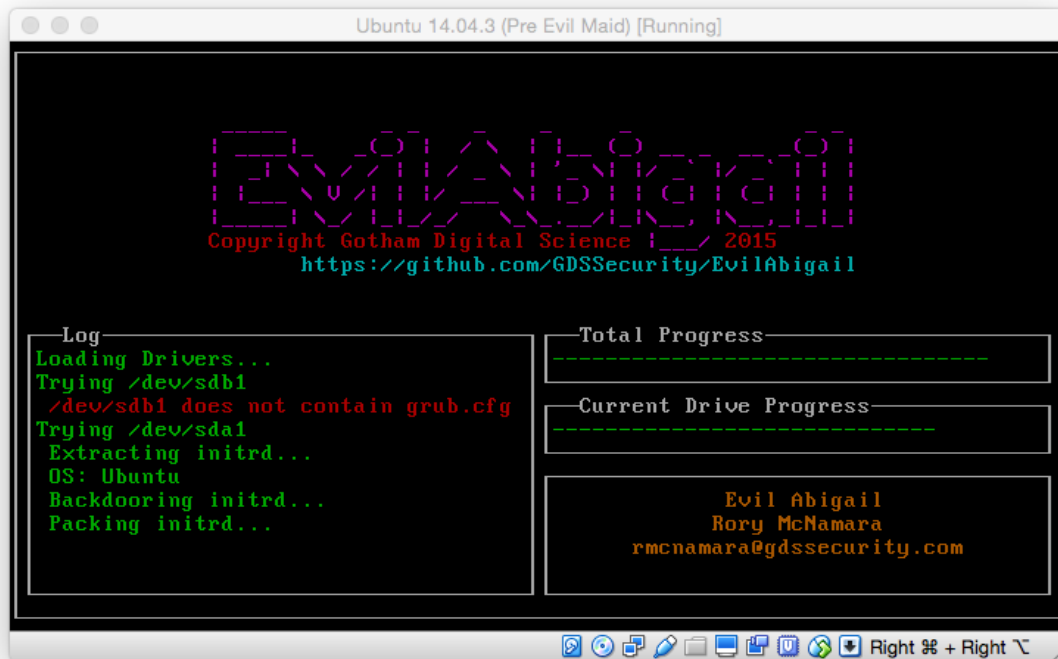 Ubuntu 14.04.3 (Pre Evil Maid) [Running]
EvilAbigail
Copyright Gotham Digital Science 2015
https://github.com/GDSSecurity/EvilAbigail
Log
Loading Drivers...
Trying /dev/sdb1
/dev/sdb1 does not contain grub.cfg
Trying /dev/sda1
Extracting initrd...
OS: Ubuntu
Backdooring initrd...
Packing initrd...
Total Progress
Current Drive Progress
Evil Abigail
Rory McNamara
rmcnamara@gdssecurity.com
Right ⌘ + Right ⌥